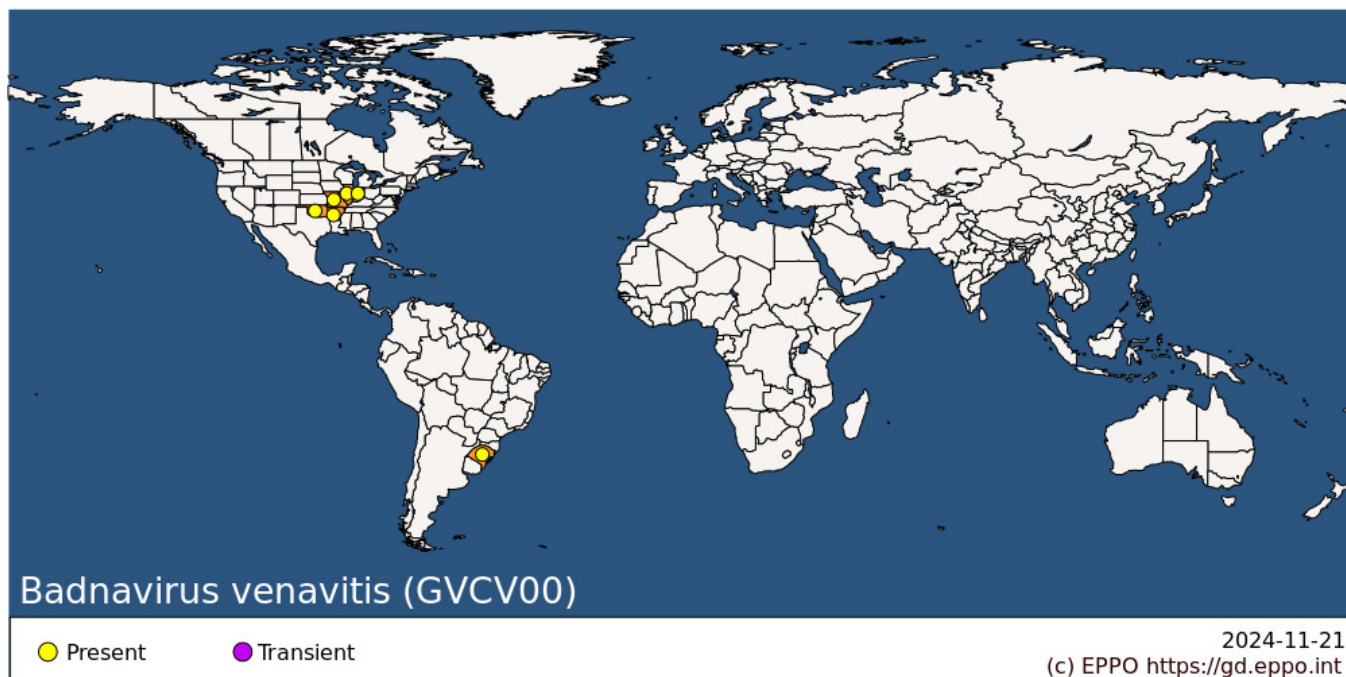 Badnavirus venavitis (GVCV00)
Present
Transient
2024-11-21
(c) EPPO https://gd.eppo.int